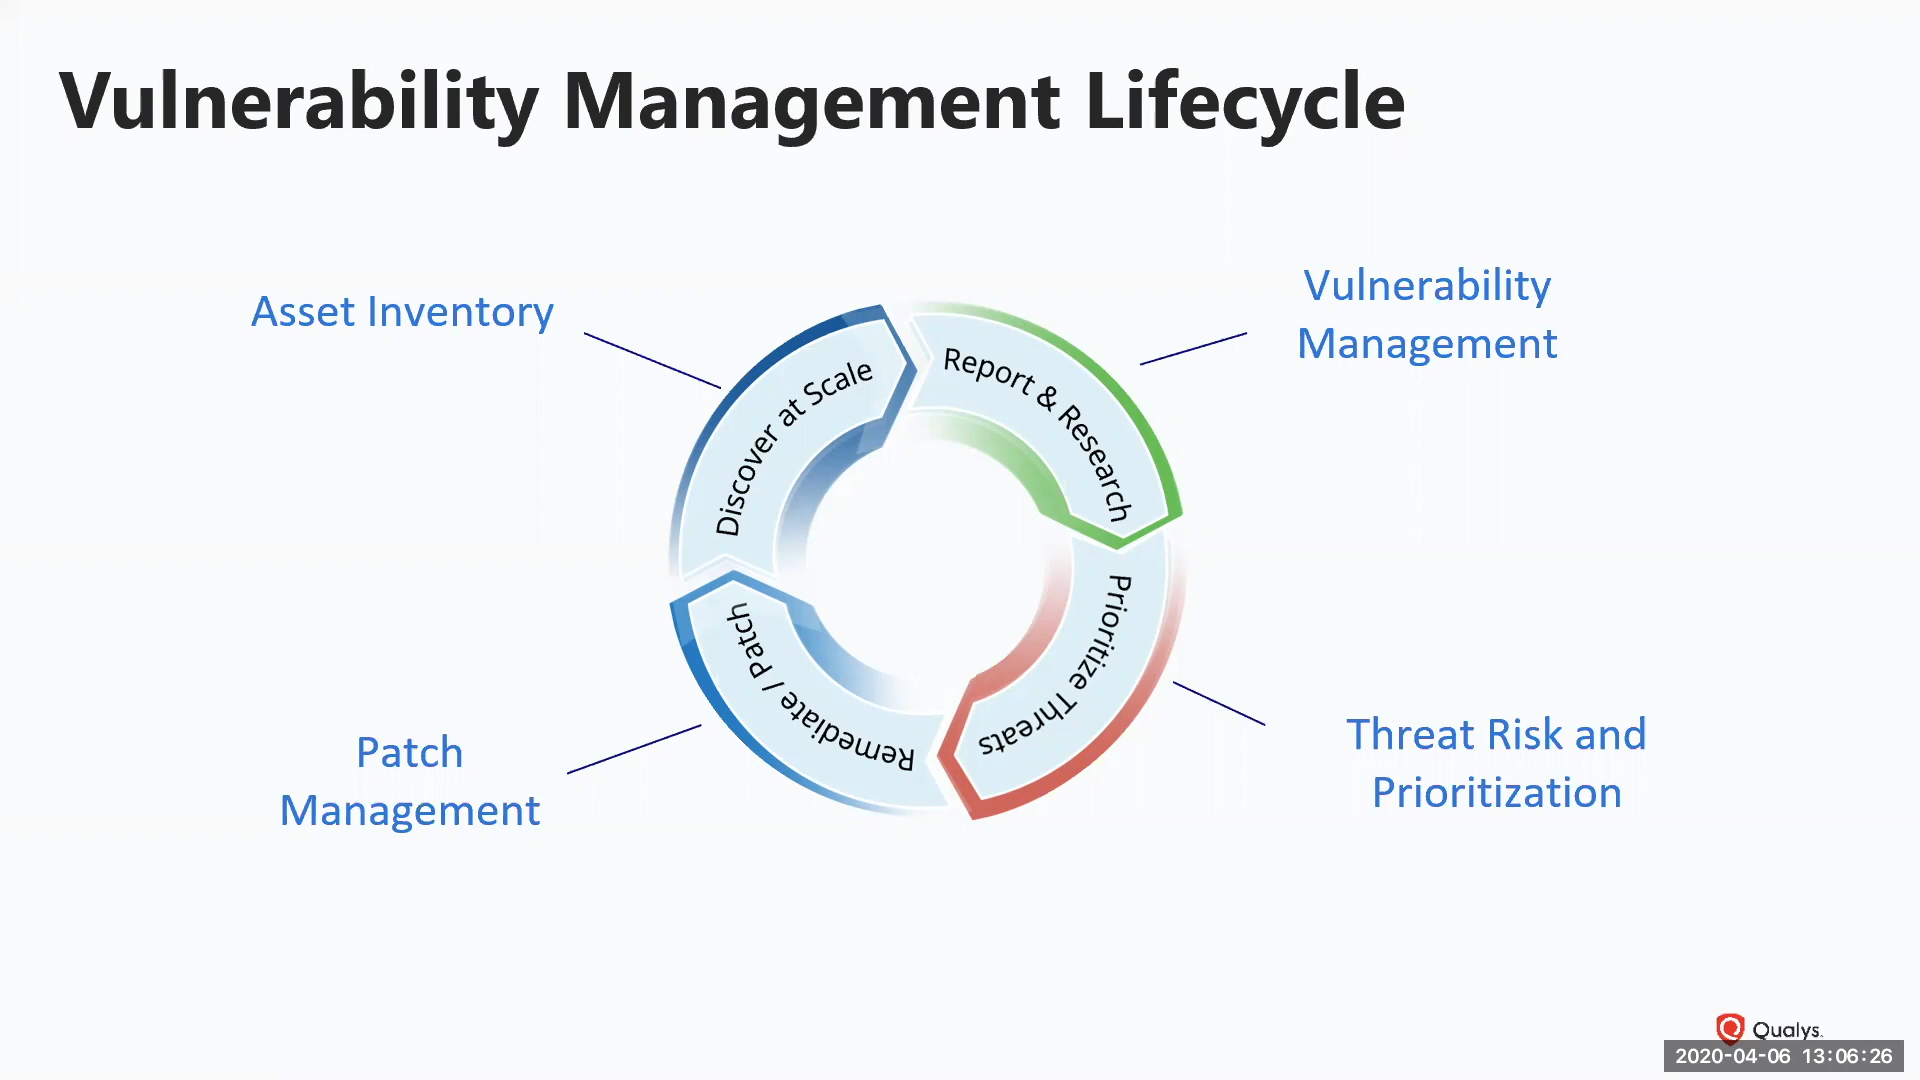 Vulnerability Management Lifecycle
Asset Inventory
Vulnerability
Management
Discover at Scale
Report & Research
Prioritize Threats
Remediate / Patch
Patch
Management
Threat Risk and
Prioritization
Qualys.
2020-04-06 13:06:26